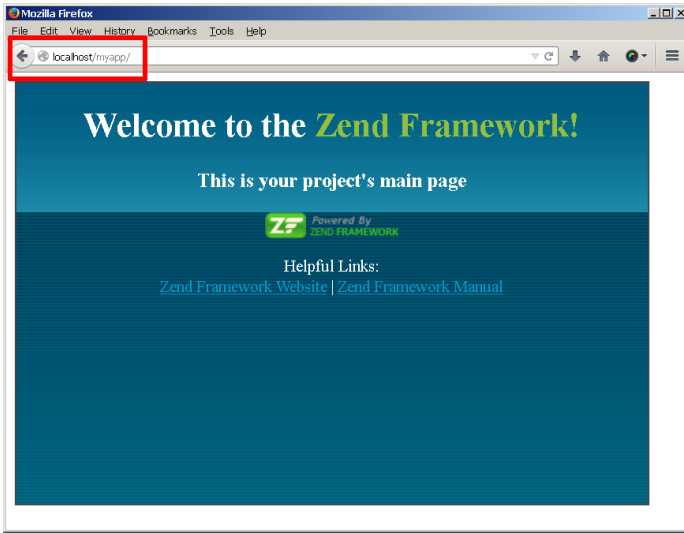 Mozilla Firefox
File Edit View History Bookmarks Tools Help
localhost/myapp/
Welcome to the Zend Framework!
This is your project's main page
ZF Powered By
ZEND FRAMEWORK
Helpful Links:
Zend Framework Website | Zend Framework Manual